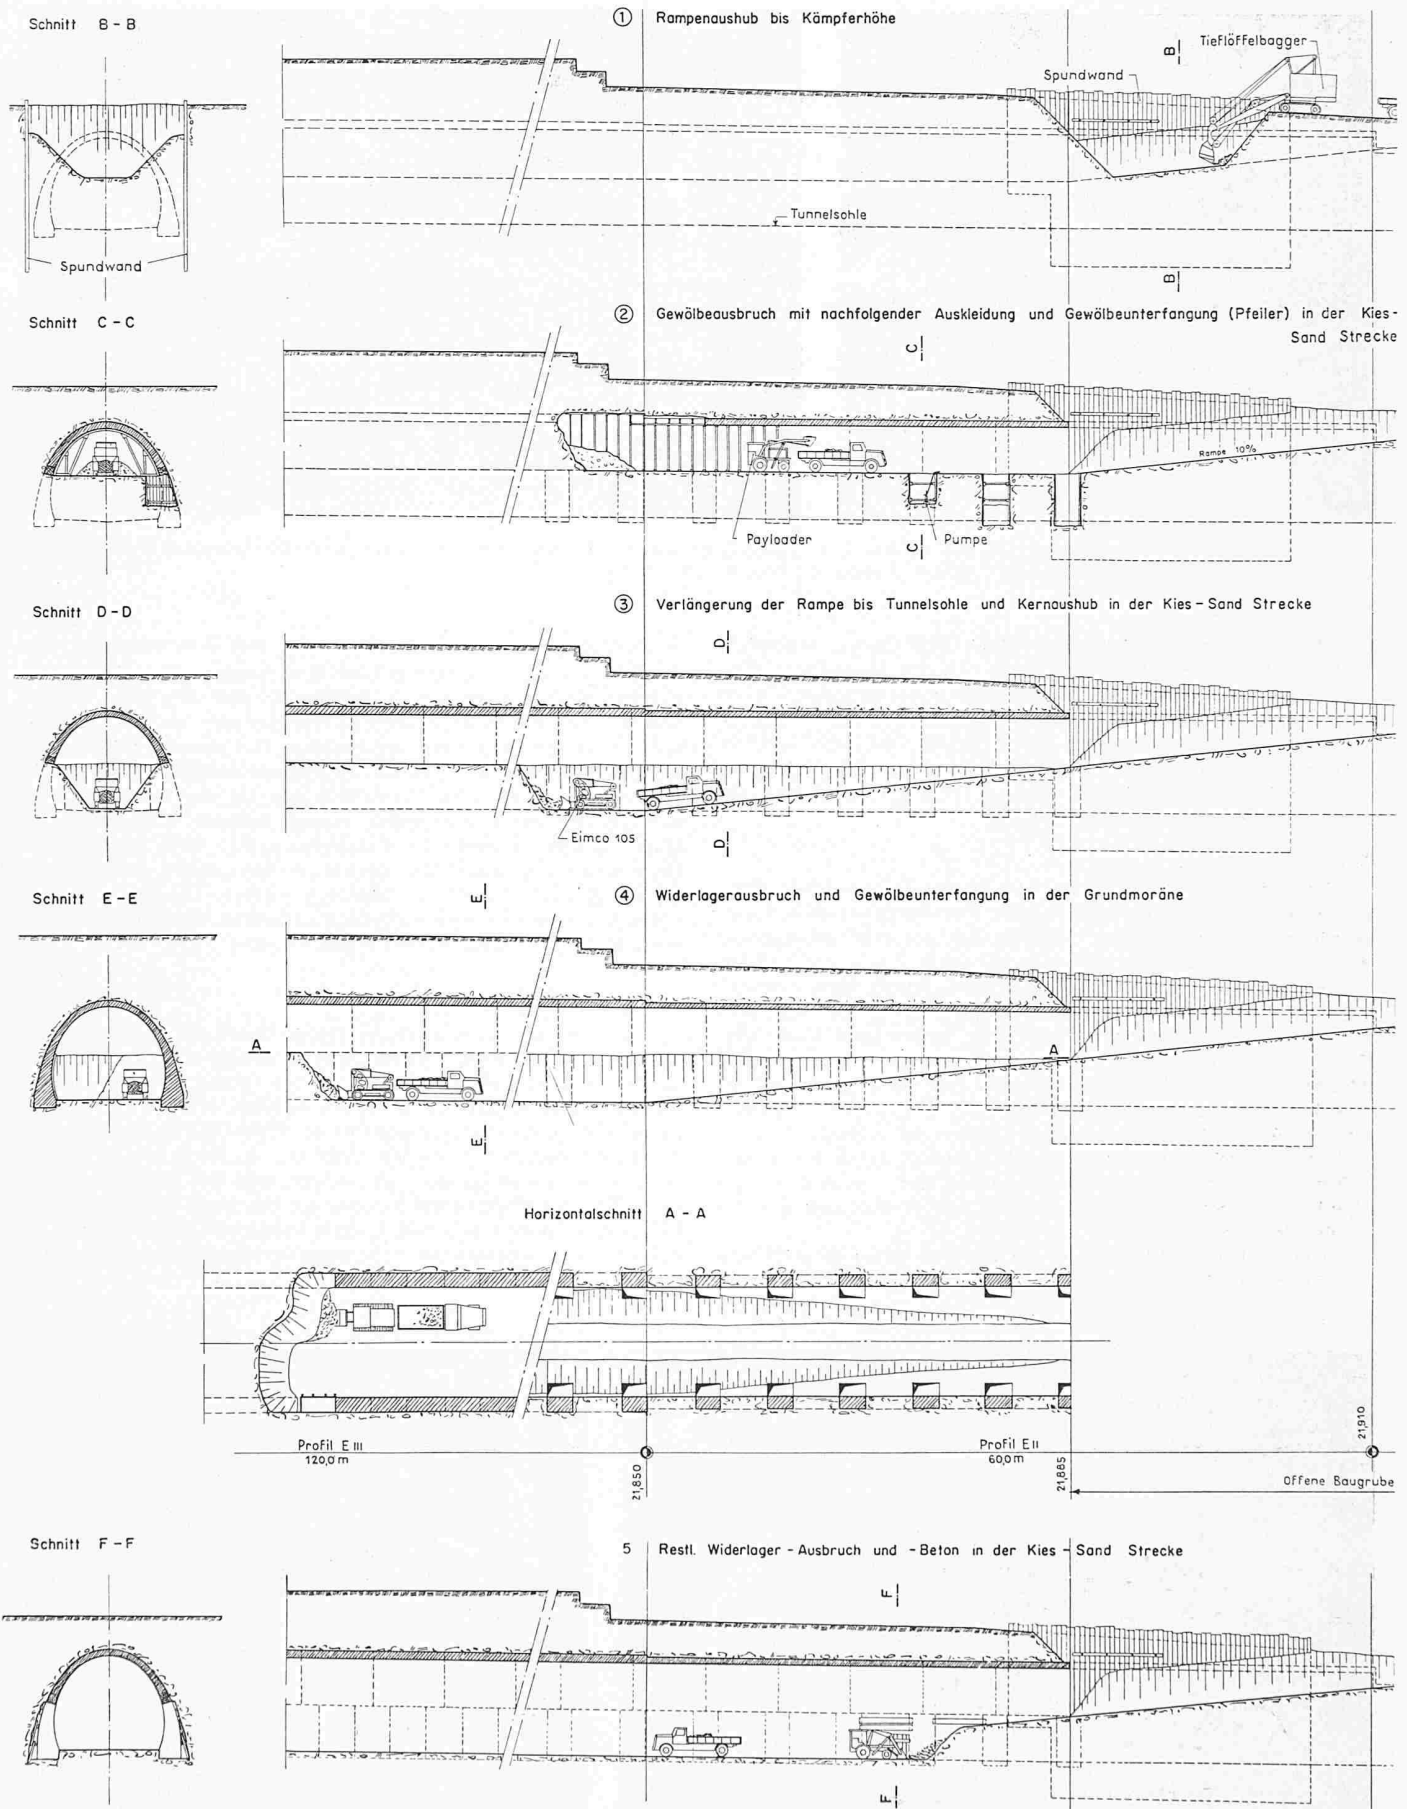 Schnitt B - B
① Rampenaushub bis Kämpferhöhe
B
Tieflöffelbagger
Spundwand
Tunnelsohle
Spundwand
B
Schnitt C - C
② Gewölbeausbruch mit nachfolgender Auskleidung und Gewölbeunterfangung (Pfeiler) in der Kies-
Sand Strecke
C
Rampe 10%
Payloader
C
Pumpe
Schnitt D - D
③ Verlängerung der Rampe bis Tunnelsohle und Kernaushub in der Kies - Sand Strecke
D
Eimco 105
D
Schnitt E - E
E
④ Widerlagerausbruch und Gewölbeunterfangung in der Grundmoräne
A
A
E
Horizontalschnitt A - A
Profil E III
120,0 m
21,850
Profil E II
60,0 m
21,885
21,910
Offene Baugrube
Schnitt F - F
5 Restl. Widerlager - Ausbruch und - Beton in der Kies - Sand Strecke
F
F